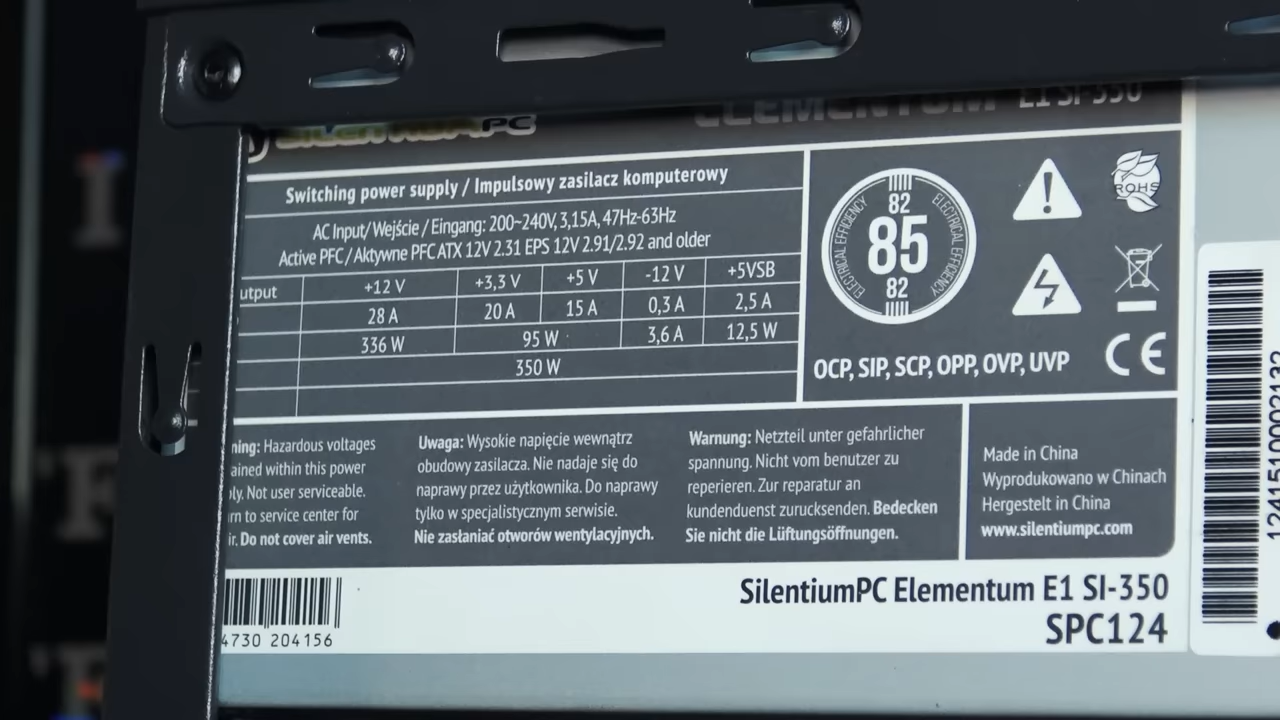 SILENTIUMPC
ELEMENTUM E1 SI-350
Switching power supply / Impulsowy zasilacz komputerowy
AC Input/ Wejście / Eingang: 200~240V, 3,15A, 47Hz-63Hz
Active PFC / Aktywne PFC ATX 12V 2.31 EPS 12V 2.91/2.92 and older
utput +12 V +3,3 V +5 V -12 V +5VSB
28 A 20 A 15 A 0,3 A 2,5 A
336 W 95 W 3,6 A 12,5 W
350 W
82
ELECTRICAL EFFICIENCY 85 ELECTRICAL EFFICIENCY
82
ROHS
OCP, SIP, SCP, OPP, OVP, UVP
CE
ning: Hazardous voltages
ained within this power
ly. Not user serviceable.
rn to service center for
ir. Do not cover air vents.
Uwaga: Wysokie napięcie wewnątrz
obudowy zasilacza. Nie nadaje się do
naprawy przez użytkownika. Do naprawy
tylko w specjalistycznym serwisie.
Nie zasłaniać otworów wentylacyjnych.
Warnung: Netzteil unter gefahrlicher
spannung. Nicht vom benutzer zu
reperieren. Zur reparatur an
kundenduenst zurucksenden. Bedecken
Sie nicht die Lüftungsöffnungen.
Made in China
Wyprodukowano w Chinach
Hergestelt in China
www.silentiumpc.com
4730 204156
SilentiumPC Elementum E1 SI-350
SPC124